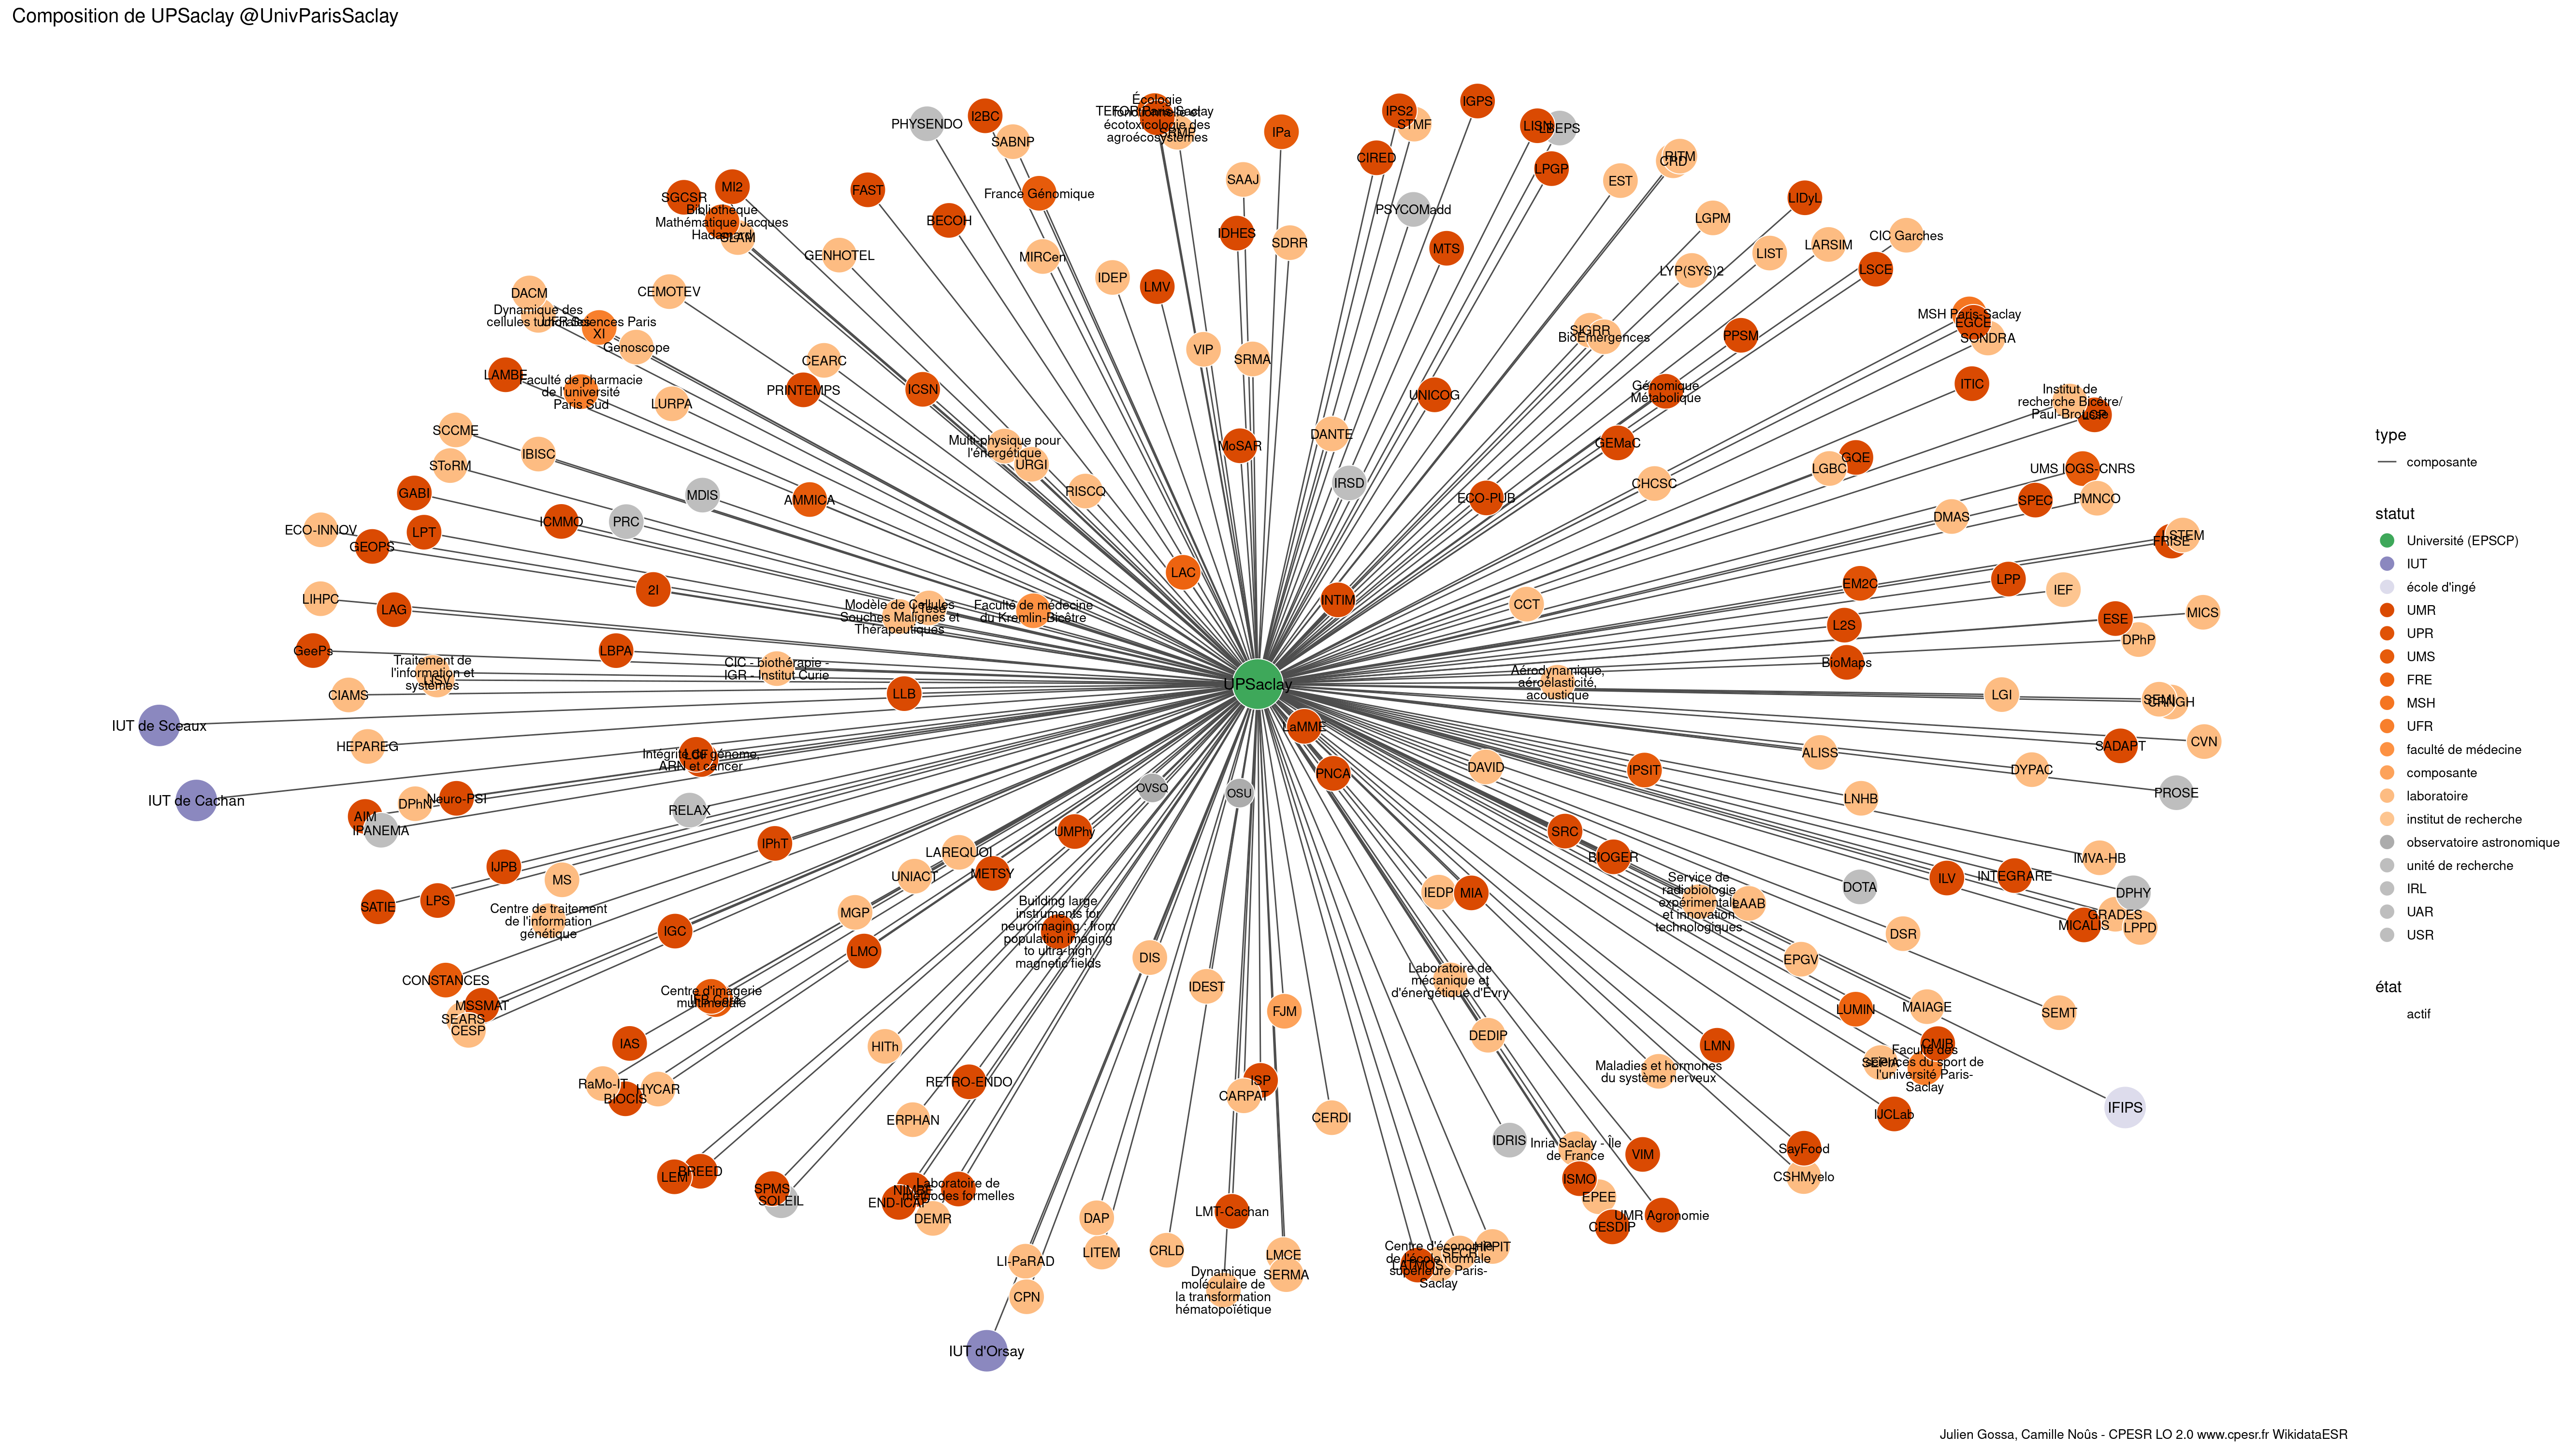 Composition de UPSaclay @UnivParisSaclay
PHYSENDO
I2BC
SABNP
Écologie
TEFOR Paris-Saclay
écotoxicologie des
agroécosystèmes
IPa
IPS2
STMF
IGPS
LISN
LBEPS
CIRED
LPGP
RITM
CRD
EST
SGCSR
MI2
Bibliothèque
Mathématique Jacques
Hadamard
SLAM
FAST
France Génomique
BECOH
SAAJ
PSYCOMadd
LIDyL
LGPM
GENHOTEL
MIRCen
IDHES
SDRR
MTS
LIST
LARSIM
CIC Garches
LSCE
LYP(SYS)2
DACM
CEMOTEV
IDEP
LMV
Dynamique des
cellules tumorales
UFR Sciences Paris
XI
Genoscope
MSH Paris-Saclay
EGCE
SONDRA
SIGRR
BioEmergences
PPSM
VIP
SRMA
CEARC
LAMBE
Faculté de pharmacie
de l'université
Paris Sud
LURPA
PRINTEMPS
ICSN
UNICOG
Génomique
Métabolique
ITIC
Institut de
recherche Bicêtre/
Paul-Brousse
SCCME
IBISC
SToRM
Multi-physique pour
l'énergétique
URGI
MoSAR
DANTE
GEMaC
GQE
LGBC
UMS IOGS-CNRS
GABI
MDIS
AMMICA
RISCQ
IRSD
ECO-PUB
CHCSC
SPEC
PMNCO
ECO-INNOV
LPT
GEOPS
ICMMO
PRC
DMAS
STEM
FRISE
LAC
2I
LIHPC
LAG
Modèle de Cellules
Souches Malignes et
Thérapeutiques
Faculté de médecine
du Kremlin-Bicêtre
INTIM
CCT
EM2C
LPP
IEF
L2S
ESE
MICS
DPhP
GeePs
LBPA
Traitement de
l'information et
systèmes
CIAMS
CIC - biothérapie -
IGR - Institut Curie
LLB
UPSaclay
Aérodynamique,
aéroélasticité,
acoustique
BioMaps
LGI
SEMI
CNRGH
IUT de Sceaux
LaMME
HEPAREG
Intégrité du génome,
ARN et cancer
SADAPT
CVN
ALISS
DYPAC
PROSE
IUT de Cachan
DPhN
Neuro-PSI
AIM
IPANEMA
RELAX
OVSQ
OSU
PNCA
DAVID
IPSIT
LNHB
UMPhy
SRC
BIOGER
IPhT
LAREQUOI
METSY
UNIACT
IMVA-HB
IJPB
MS
SATIE
LPS
Centre de traitement
de l'information
génétique
MGP
IGC
LMO
Building large
instruments for
neuroimaging : from
population imaging
to ultra-high
magnetic fields
IEDP
MIA
Service de
radiobiologie
expérimentale
et innovation
technologiques
LAAB
DOTA
ILV
INTEGRARE
DPHY
GRADES
MICALIS
LPPD
DSR
DIS
IDEST
FJM
Laboratoire de
mécanique et
d'énergétique d'Évry
EPGV
CONSTANCES
MSSMAT
SEARS
CESP
Centre d'imagerie
multimodale
LUMIN
MAIAGE
SEMT
DEDIP
IAS
HITh
RaMo-IT
BIOCIS
HYCAR
RETRO-ENDO
ISP
CARPAT
CERDI
LMN
Maladies et hormones
du système nerveux
CMIB
SEPIA
Faculté des
sciences du sport de
l'université Paris-
Saclay
IJCLab
IFIPS
ERPHAN
IDRIS
Inria Saclay - Île
de France
VIM
ISMO
SayFood
CSHMyelo
LEM
BREED
SPMS
SOLEIL
NIMBE
END-ICAP
Laboratoire de
méthodes formelles
DEMR
EPEE
CESDIP
UMR Agronomie
DAP
LITEM
LMT-Cachan
CRLD
LI-PaRAD
CPN
LMCE
SERMA
Dynamique
moléculaire de
la transformation
hématopoïétique
Centre d'économie
de l'école normale
supérieure Paris-
Saclay
LATMOS
IUT d'Orsay
type
composante
statut
Université (EPSCP)
IUT
école d'ingé
UMR
UPR
UMS
FRE
MSH
UFR
faculté de médecine
composante
laboratoire
institut de recherche
observatoire astronomique
unité de recherche
IRL
UAR
USR
état
actif
Julien Gossa, Camille Noûs - CPESR LO 2.0 www.cpesr.fr WikidataESR